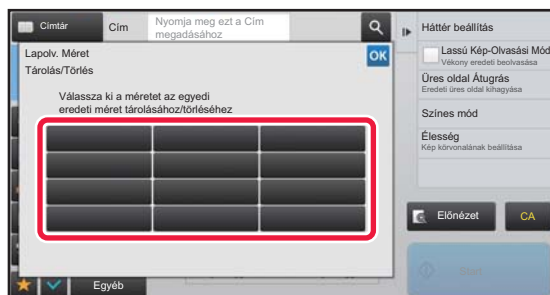 Címtár
Cím
Nyomja meg ezt a Cím
megadásához
Lapolv. Méret
Tárolás/Törlés
OK
Válassza ki a méretet az egyedi
eredeti méret tárolásához/törléséhez
Egyéb
Háttér beállítás
Lassú Kép-Olvasási Mód
Vékony eredeti beolvasása
Üres oldal Átugrás
Eredeti üres oldal kihagyása
Színes mód
Élesség
Kép körvonalának beállítása
Előnézet
CA
Start